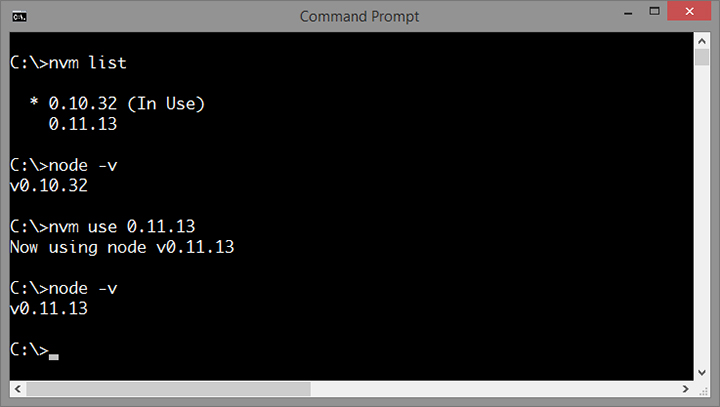 Command Prompt
C:\>nvm list
* 0.10.32 (In Use)
0.11.13
C:\>node -v
v0.10.32
C:\>nvm use 0.11.13
Now using node v0.11.13
C:\>node -v
v0.11.13
C:\>